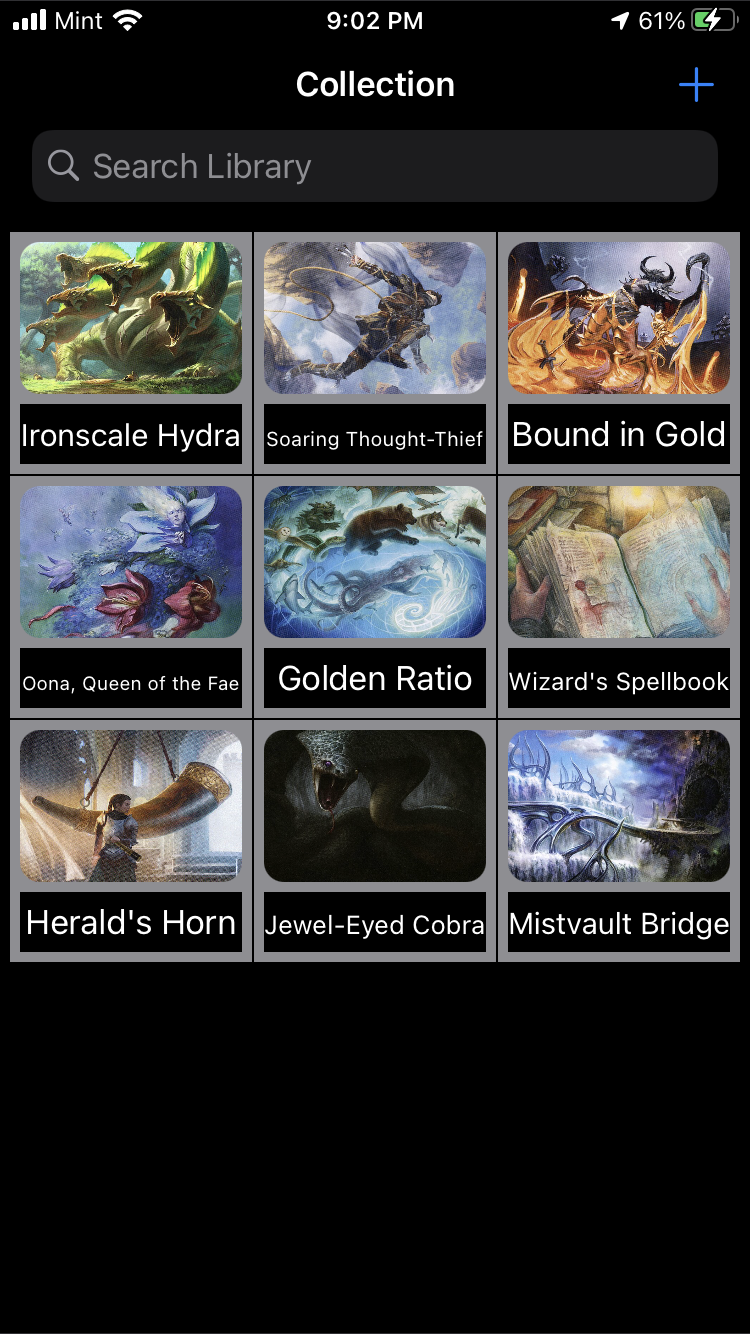 Mint 9:02 PM 61%
Collection
Search Library
Ironscale Hydra
Soaring Thought-Thief
Bound in Gold
Oona, Queen of the Fae
Golden Ratio
Wizard's Spellbook
Herald's Horn
Jewel-Eyed Cobra
Mistvault Bridge